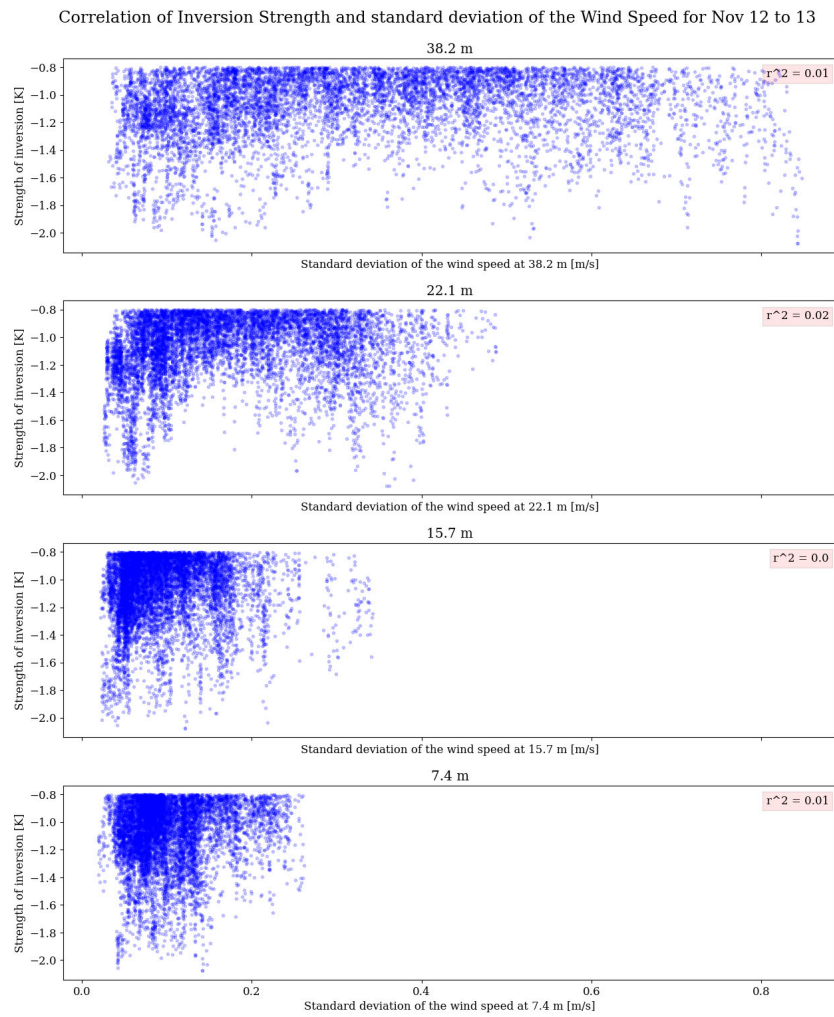 Correlation of Inversion Strength and standard deviation of the Wind Speed for Nov 12 to 13
38.2 m
r^2 = 0.01
Strength of inversion [K]
−0.8
−1.0
−1.2
−1.4
−1.6
−1.8
−2.0
Standard deviation of the wind speed at 38.2 m [m/s]
22.1 m
r^2 = 0.02
Strength of inversion [K]
−0.8
−1.0
−1.2
−1.4
−1.6
−1.8
−2.0
Standard deviation of the wind speed at 22.1 m [m/s]
15.7 m
r^2 = 0.0
Strength of inversion [K]
−0.8
−1.0
−1.2
−1.4
−1.6
−1.8
−2.0
Standard deviation of the wind speed at 15.7 m [m/s]
7.4 m
r^2 = 0.01
Strength of inversion [K]
−0.8
−1.0
−1.2
−1.4
−1.6
−1.8
−2.0
0.0 0.2 0.4 0.6 0.8
Standard deviation of the wind speed at 7.4 m [m/s]